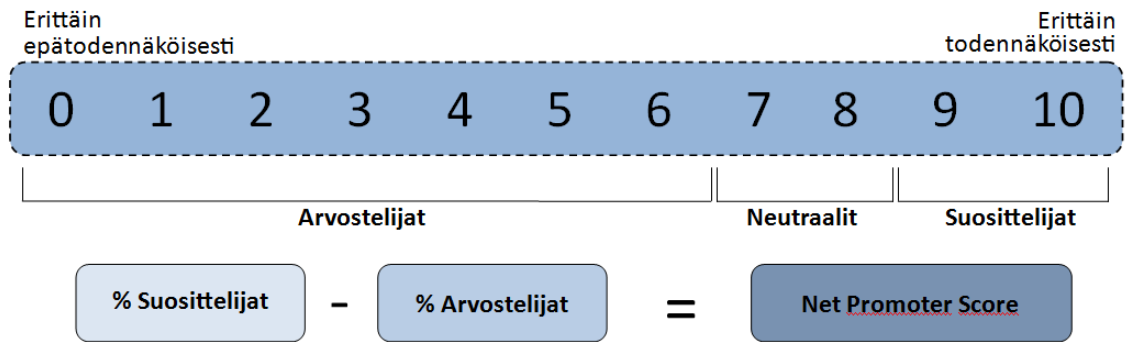 Erittäin
epätodennäköisesti
Erittäin
todennäköisesti
0 1 2 3 4 5 6 7 8 9 10
Arvostelijat Neutraalit Suosittelijat
% Suosittelijat - % Arvostelijat = Net Promoter Score